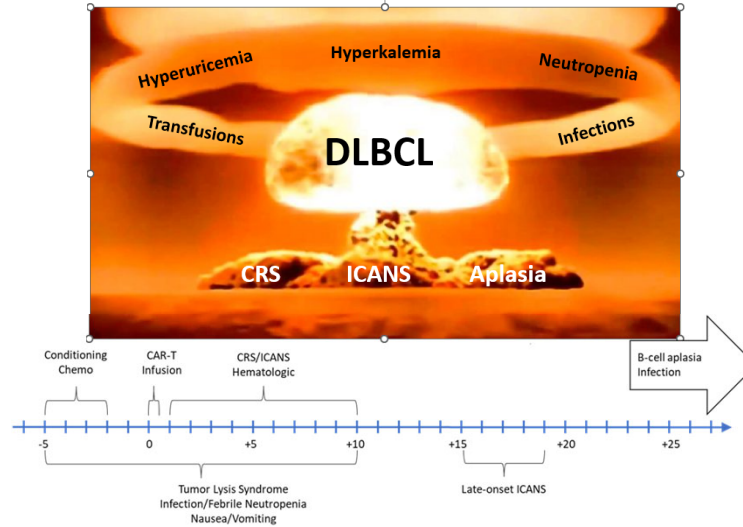 Hyperuricemia
Hyperkalemia
Neutropenia
Transfusions
Infections
DLBCL
CRS
ICANS
Aplasia
Conditioning
Chemo
CAR-T
Infusion
CRS/ICANS
Hematologic
B-cell aplasia
Infection
-5
0
+5
+10
+15
+20
+25
Tumor Lysis Syndrome
Infection/Febrile Neutropenia
Nausea/Vomiting
Late-onset ICANS